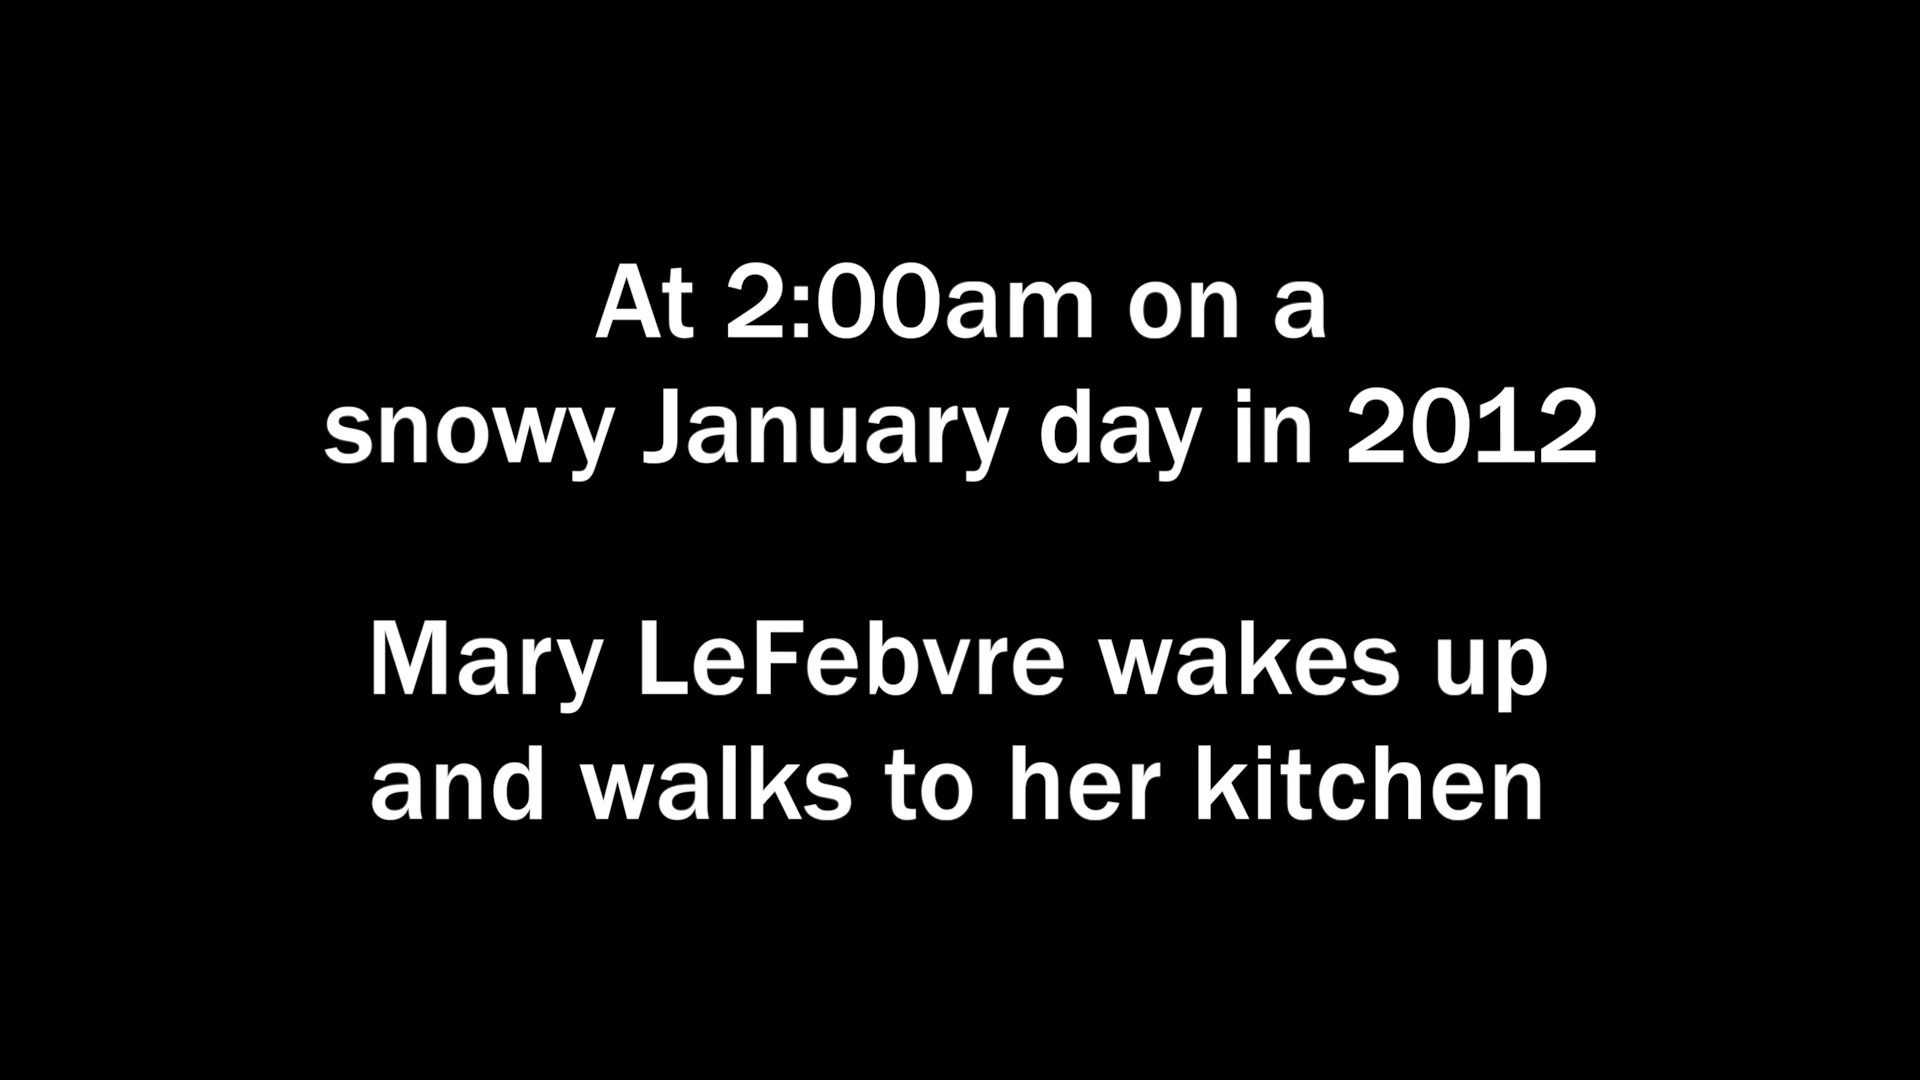 At 2:00am on a
snowy January day in 2012
Mary LeFebvre wakes up
and walks to her kitchen